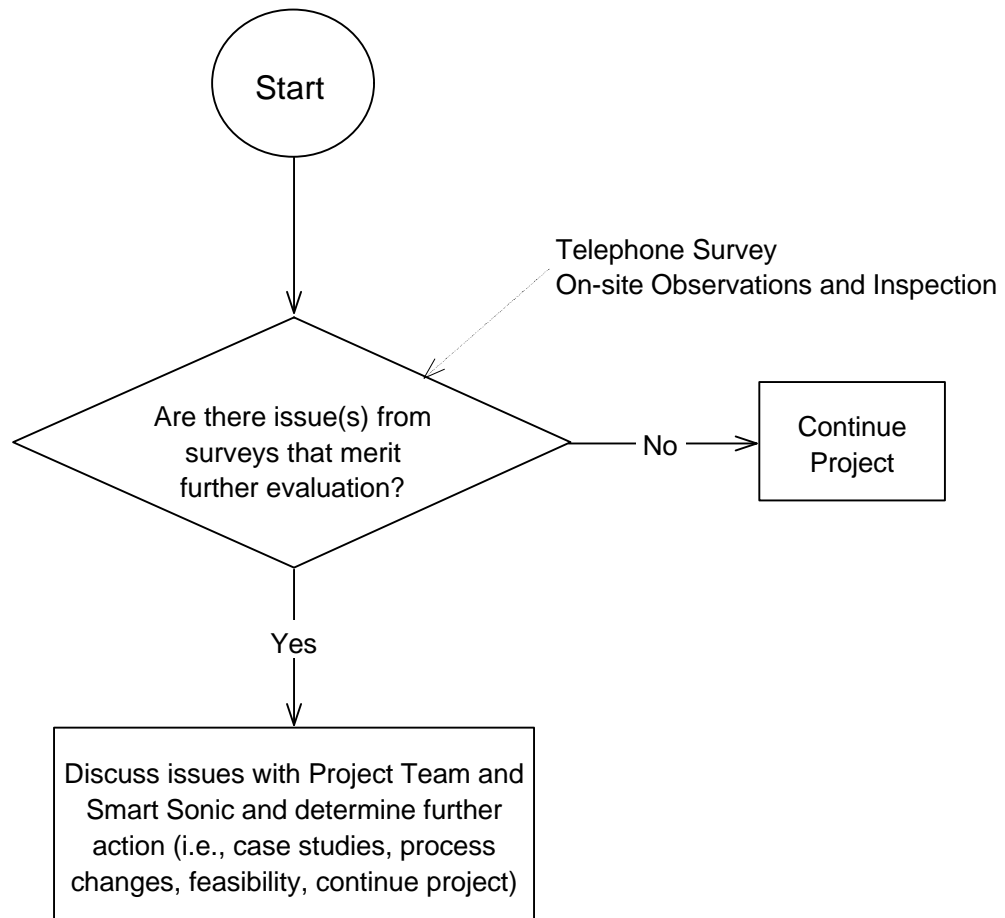 Start
Telephone Survey
On-site Observations and Inspection
Are there issue(s) from
surveys that merit
further evaluation?
No
Continue
Project
Yes
Discuss issues with Project Team and
Smart Sonic and determine further
action (i.e., case studies, process
changes, feasibility, continue project)